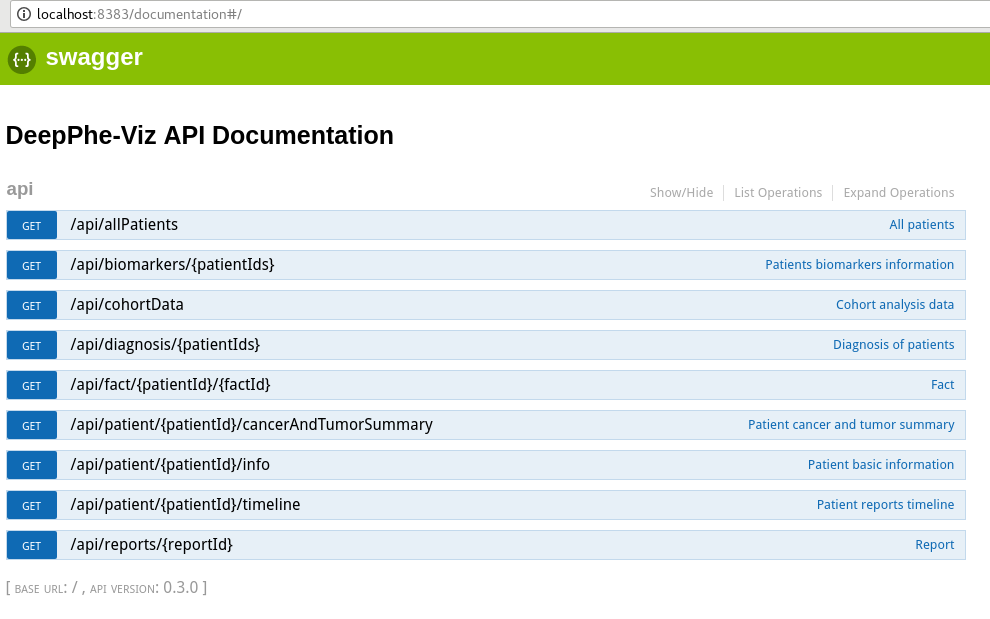 localhost:8383/documentation#/
{··} swagger
DeepPhe-Viz API Documentation
api Show/Hide List Operations Expand Operations
GET /api/allPatients All patients
GET /api/biomarkers/{patientIds} Patients biomarkers information
GET /api/cohortData Cohort analysis data
GET /api/diagnosis/{patientIds} Diagnosis of patients
GET /api/fact/{patientId}/{factId} Fact
GET /api/patient/{patientId}/cancerAndTumorSummary Patient cancer and tumor summary
GET /api/patient/{patientId}/info Patient basic information
GET /api/patient/{patientId}/timeline Patient reports timeline
GET /api/reports/{reportId} Report
[ BASE URL: / , API VERSION: 0.3.0 ]